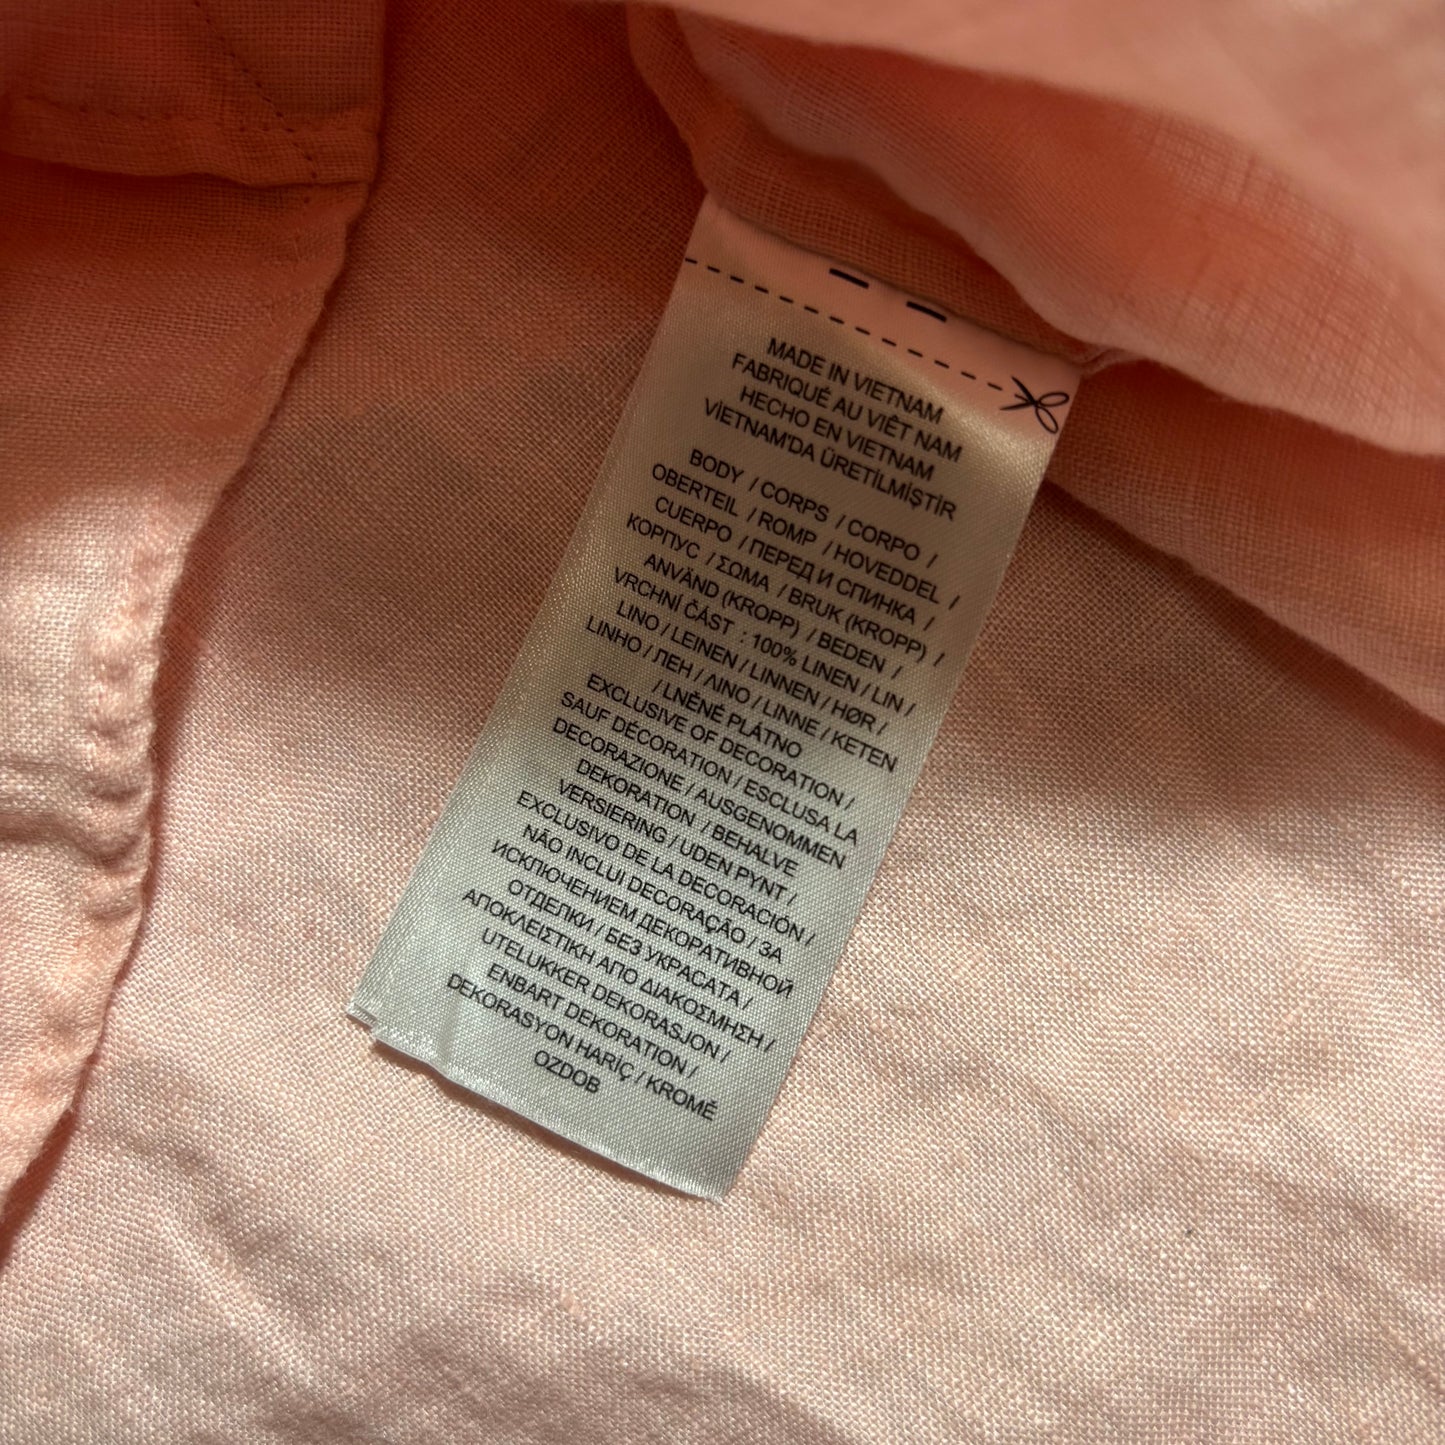 MADE IN VIETNAM
FABRIQUÉ AU VIÊT NAM
HECHO EN VIETNAM
VİETNAM'DA ÜRETİLMİŞTİR
BODY / CORPS / CORPO /
OBERTEIL / ROMP / HOVEDDEL /
CUERPO / ПЕРЕД И СПИНКА /
КОРПУС / ΣΩΜΑ / BRUK (KROPP) /
ANVÄND (KROPP) / BEDEN /
VRCHNÍ ČÁST : 100% LINEN / LIN /
LINO / LEINEN / LINNEN / HØR /
LINHO / ЛЕН / ΛΙΝΟ / LINNE / KETEN
/ LNĚNÉ PLÁTNO
EXCLUSIVE OF DECORATION /
SAUF DÉCORATION / ESCLUSA LA
DECORAZIONE / AUSGENOMMEN
DEKORATION / BEHALVE
VERSIERING / UDEN PYNT /
EXCLUSIVO DE LA DECORACIÓN /
NÃO INCLUI DECORAÇÃO / ЗА
ИСКЛЮЧЕНИЕМ ДЕКОРАТИВНОЙ
ОТДЕЛКИ / БЕЗ УКРАСАТА /
ΑΠΟΚΛΕΙΣΤΙΚΗ ΑΠΟ ΔΙΑΚΟΣΜΗΣΗ /
UTELUKKER DEKORASJON /
ENBART DEKORATION /
DEKORASYON HARİÇ / KROMĚ
OZDOB